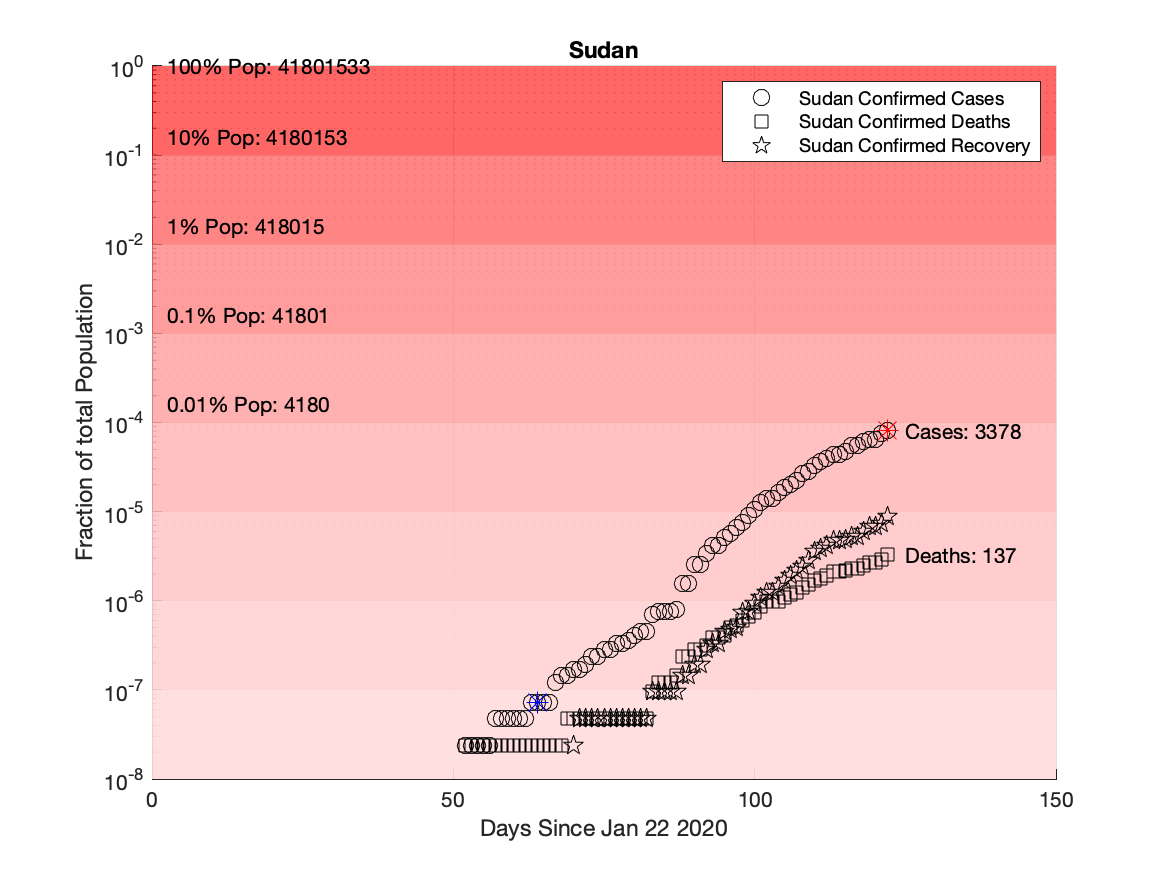 Sudan
10^0
100% Pop: 41801533
Sudan Confirmed Cases
Sudan Confirmed Deaths
Sudan Confirmed Recovery
10% Pop: 4180153
10^-1
1% Pop: 418015
10^-2
0.1% Pop: 41801
10^-3
0.01% Pop: 4180
10^-4
Cases: 3378
10^-5
Deaths: 137
10^-6
10^-7
10^-8
Fraction of total Population
0 50 100 150
Days Since Jan 22 2020